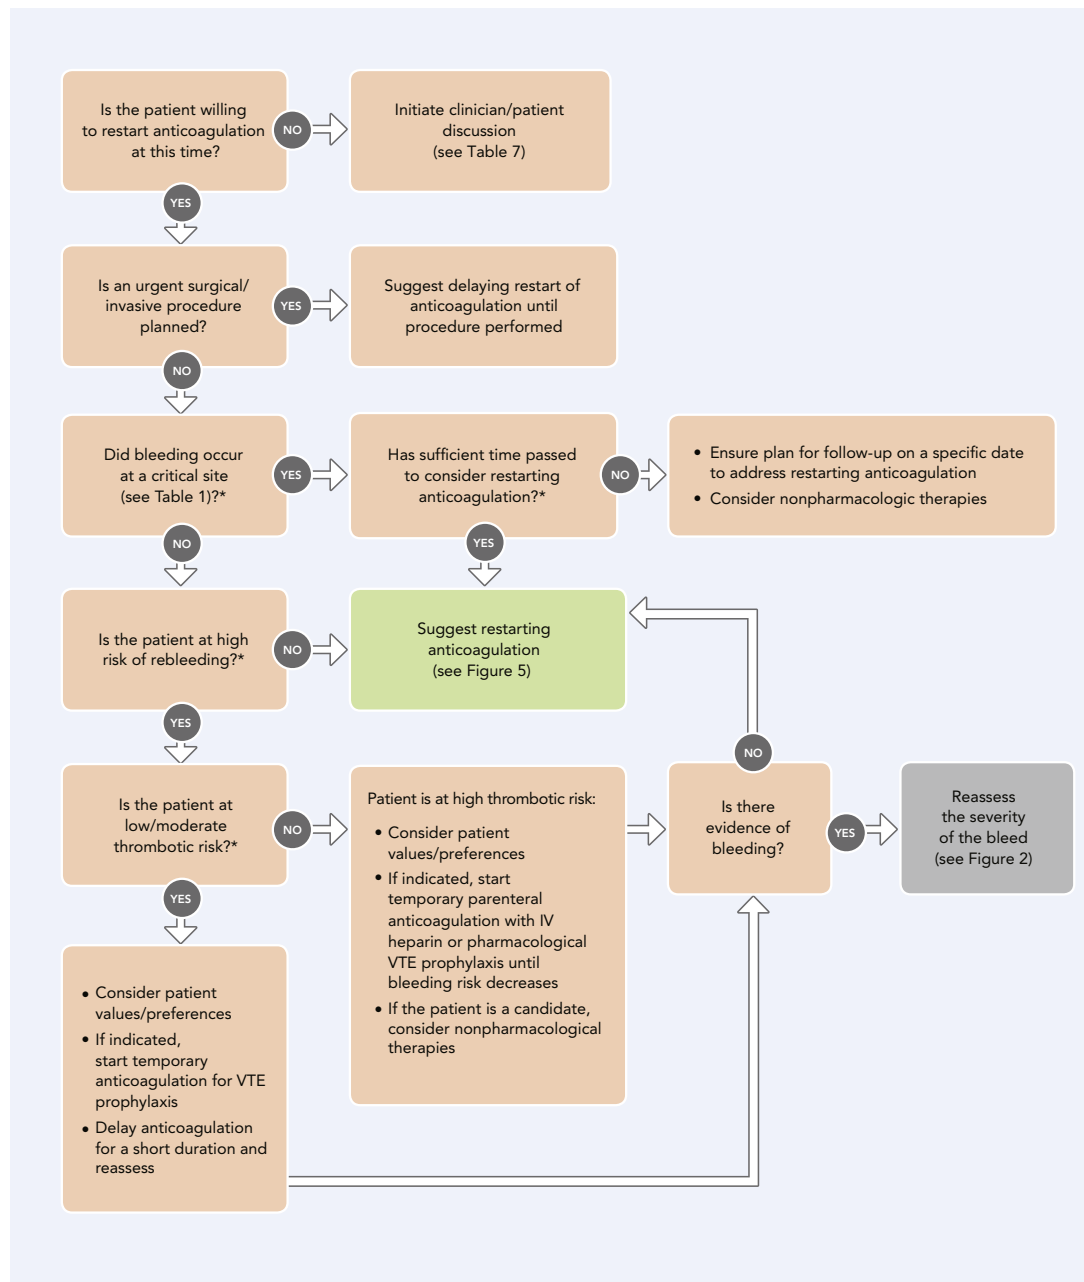 Is the patient willing
to restart anticoagulation
at this time?
NO
Initiate clinician/patient
discussion
(see Table 7)
YES
Is an urgent surgical/
invasive procedure
planned?
YES
Suggest delaying restart of
anticoagulation until
procedure performed
NO
Did bleeding occur
at a critical site
(see Table 1)?*
YES
Has sufficient time passed
to consider restarting
anticoagulation?*
NO
• Ensure plan for follow-up on a specific date
to address restarting anticoagulation
• Consider nonpharmacologic therapies
NO
YES
Is the patient at high
risk of rebleeding?*
NO
Suggest restarting
anticoagulation
(see Figure 5)
YES
Is the patient at
low/moderate
thrombotic risk?*
NO
Patient is at high thrombotic risk:
• Consider patient
values/preferences
• If indicated, start
temporary parenteral
anticoagulation with IV
heparin or pharmacological
VTE prophylaxis until
bleeding risk decreases
• If the patient is a candidate,
consider nonpharmacological
therapies
NO
Is there
evidence of
bleeding?
YES
Reassess
the severity
of the bleed
(see Figure 2)
YES
• Consider patient
values/preferences
• If indicated,
start temporary
anticoagulation for VTE
prophylaxis
• Delay anticoagulation
for a short duration and
reassess